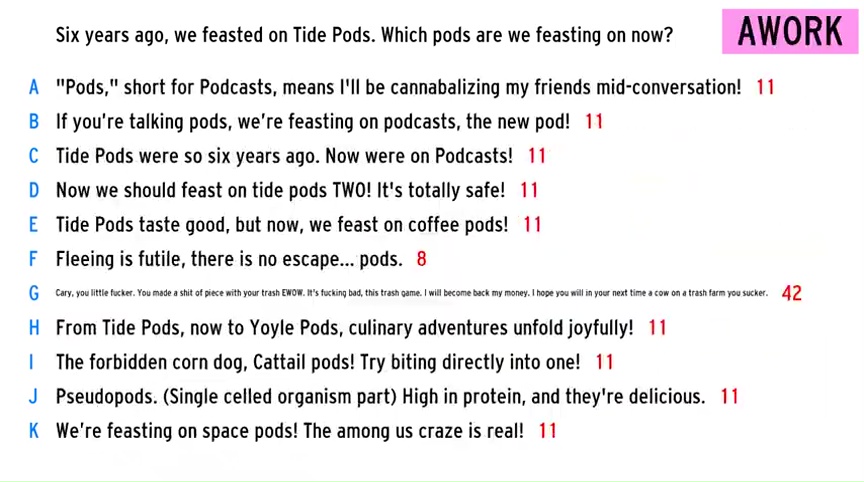 Six years ago, we feasted on Tide Pods. Which pods are we feasting on now?
AWORK
A "Pods," short for Podcasts, means I'll be cannabalizing my friends mid-conversation! 11
B If you're talking pods, we're feasting on podcasts, the new pod! 11
C Tide Pods were so six years ago. Now were on Podcasts! 11
D Now we should feast on tide pods TWO! It's totally safe! 11
E Tide Pods taste good, but now, we feast on coffee pods! 11
F Fleeing is futile, there is no escape... pods. 8
G Cary, you little fucker. You made a shit of piece with your trash EWOW. It's fucking bad, this trash game. I will become back my money. I hope you will in your next time a cow on a trash farm you sucker. 42
H From Tide Pods, now to Yoyle Pods, culinary adventures unfold joyfully! 11
I The forbidden corn dog, Cattail pods! Try biting directly into one! 11
J Pseudopods. (Single celled organism part) High in protein, and they're delicious. 11
K We're feasting on space pods! The among us craze is real! 11